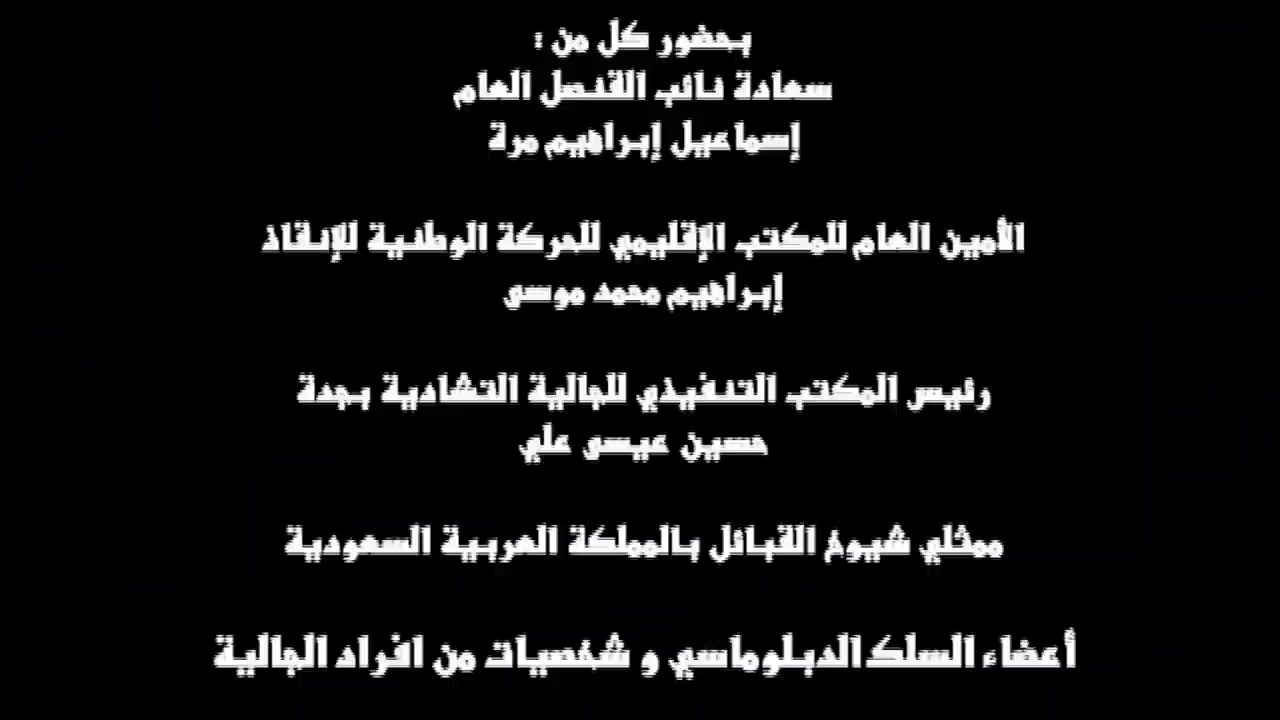 بحضور كل من :
سعادة نائب القنصل العام
إسماعيل إبراهيم مرة
الأمين العام للمكتب الإقليمي للحركة الوطنية للإنقاذ
إبراهيم محمد موسى
رئيس المكتب التنفيذي للجالية التشادية بجدة
حسين عيسى علي
ممثلي شيوخ القبائل بالمملكة العربية السعودية
أعضاء السلك الدبلوماسي و شخصيات من افراد الجالية